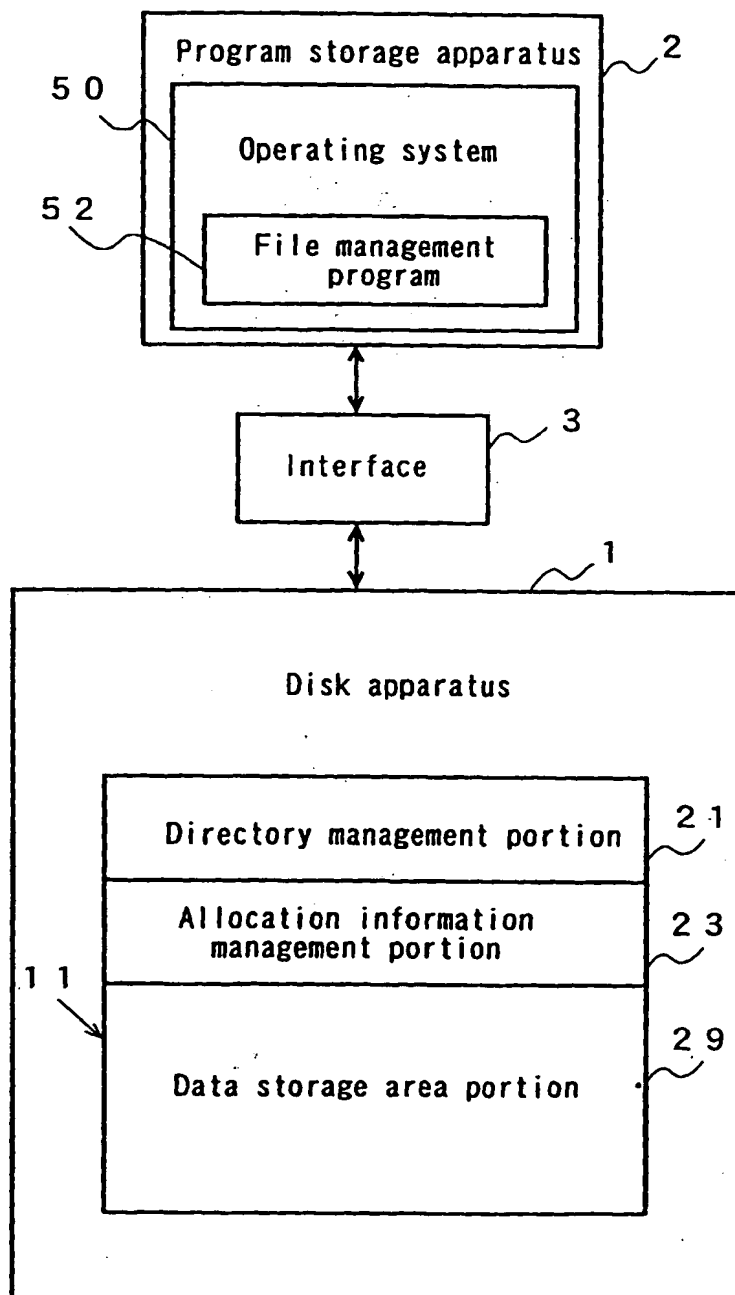 Program storage apparatus
2
50
Operating system
52
File management
program
3
Interface
1
Disk apparatus
Directory management portion
21
Allocation information
management portion
23
11
Data storage area portion
29